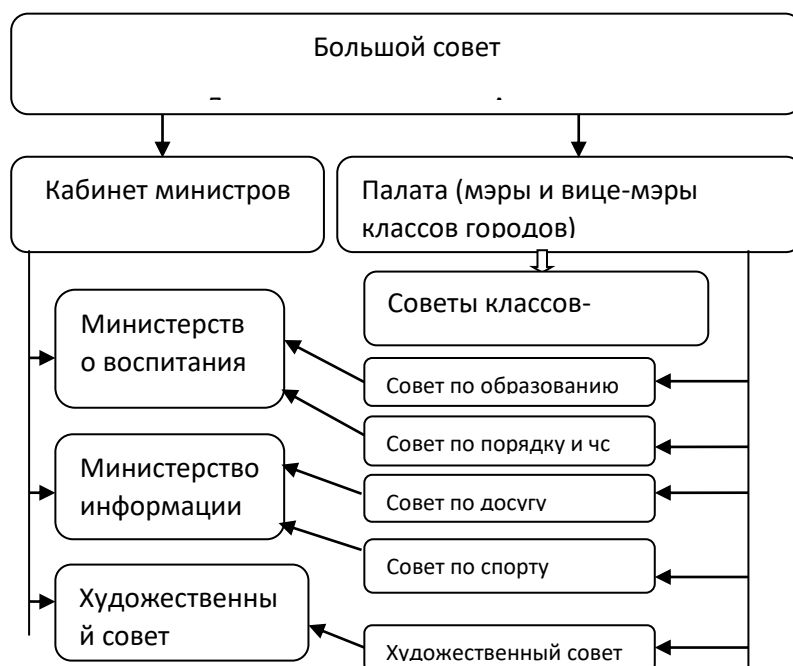 Большой совет
Кабинет министров
Палата (мэры и вице-мэры
классов городов)
Советы классов-
Министерств
о воспитания
Совет по образованию
Совет по порядку и чс
Министерство
информации
Совет по досугу
Совет по спорту
Художественны
й совет
Художественный совет